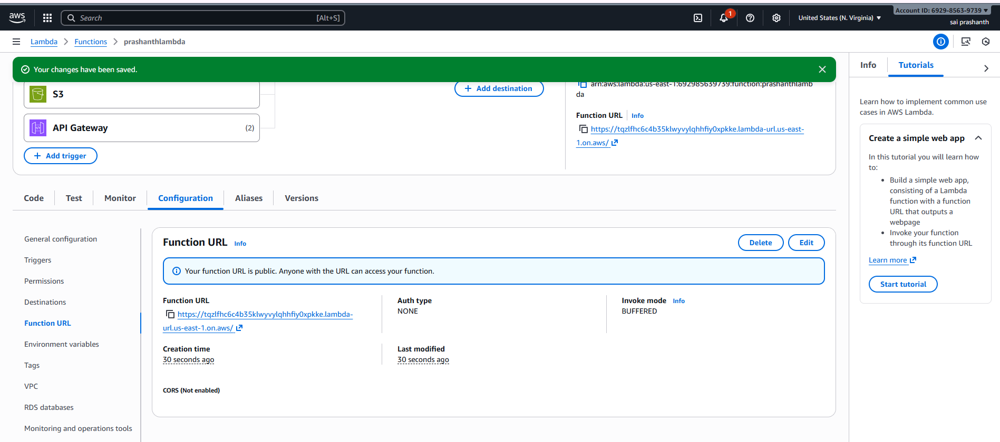 aws
Search
[Alt+S]
1
United States (N. Virginia)
Account ID: 6929-8563-9739
sai prashanth
Lambda
Functions
prashanthlambda
Your changes have been saved.
S3
API Gateway
(2)
+ Add trigger
+ Add destination
arn:aws:lambda:us-east-1:692985639739:function:prashanthlamb
da
Function URL
Info
https://tqzlfhc6c4b35klwyvylqhhfiy0xpkke.lambda-url.us-east-
1.on.aws/
Code
Test
Monitor
Configuration
Aliases
Versions
General configuration
Triggers
Permissions
Destinations
Function URL
Environment variables
Tags
VPC
RDS databases
Monitoring and operations tools
Function URL
Info
Delete
Edit
Your function URL is public. Anyone with the URL can access your function.
Function URL
https://tqzlfhc6c4b35klwyvylqhhfiy0xpkke.lambda-
url.us-east-1.on.aws/
Auth type
NONE
Invoke mode
Info
BUFFERED
Creation time
30 seconds ago
Last modified
30 seconds ago
CORS (Not enabled)
Info
Tutorials
Learn how to implement common use
cases in AWS Lambda.
Create a simple web app
In this tutorial you will learn how
to:
• Build a simple web app,
consisting of a Lambda
function with a function
URL that outputs a
webpage
• Invoke your function
through its function URL
Learn more
Start tutorial